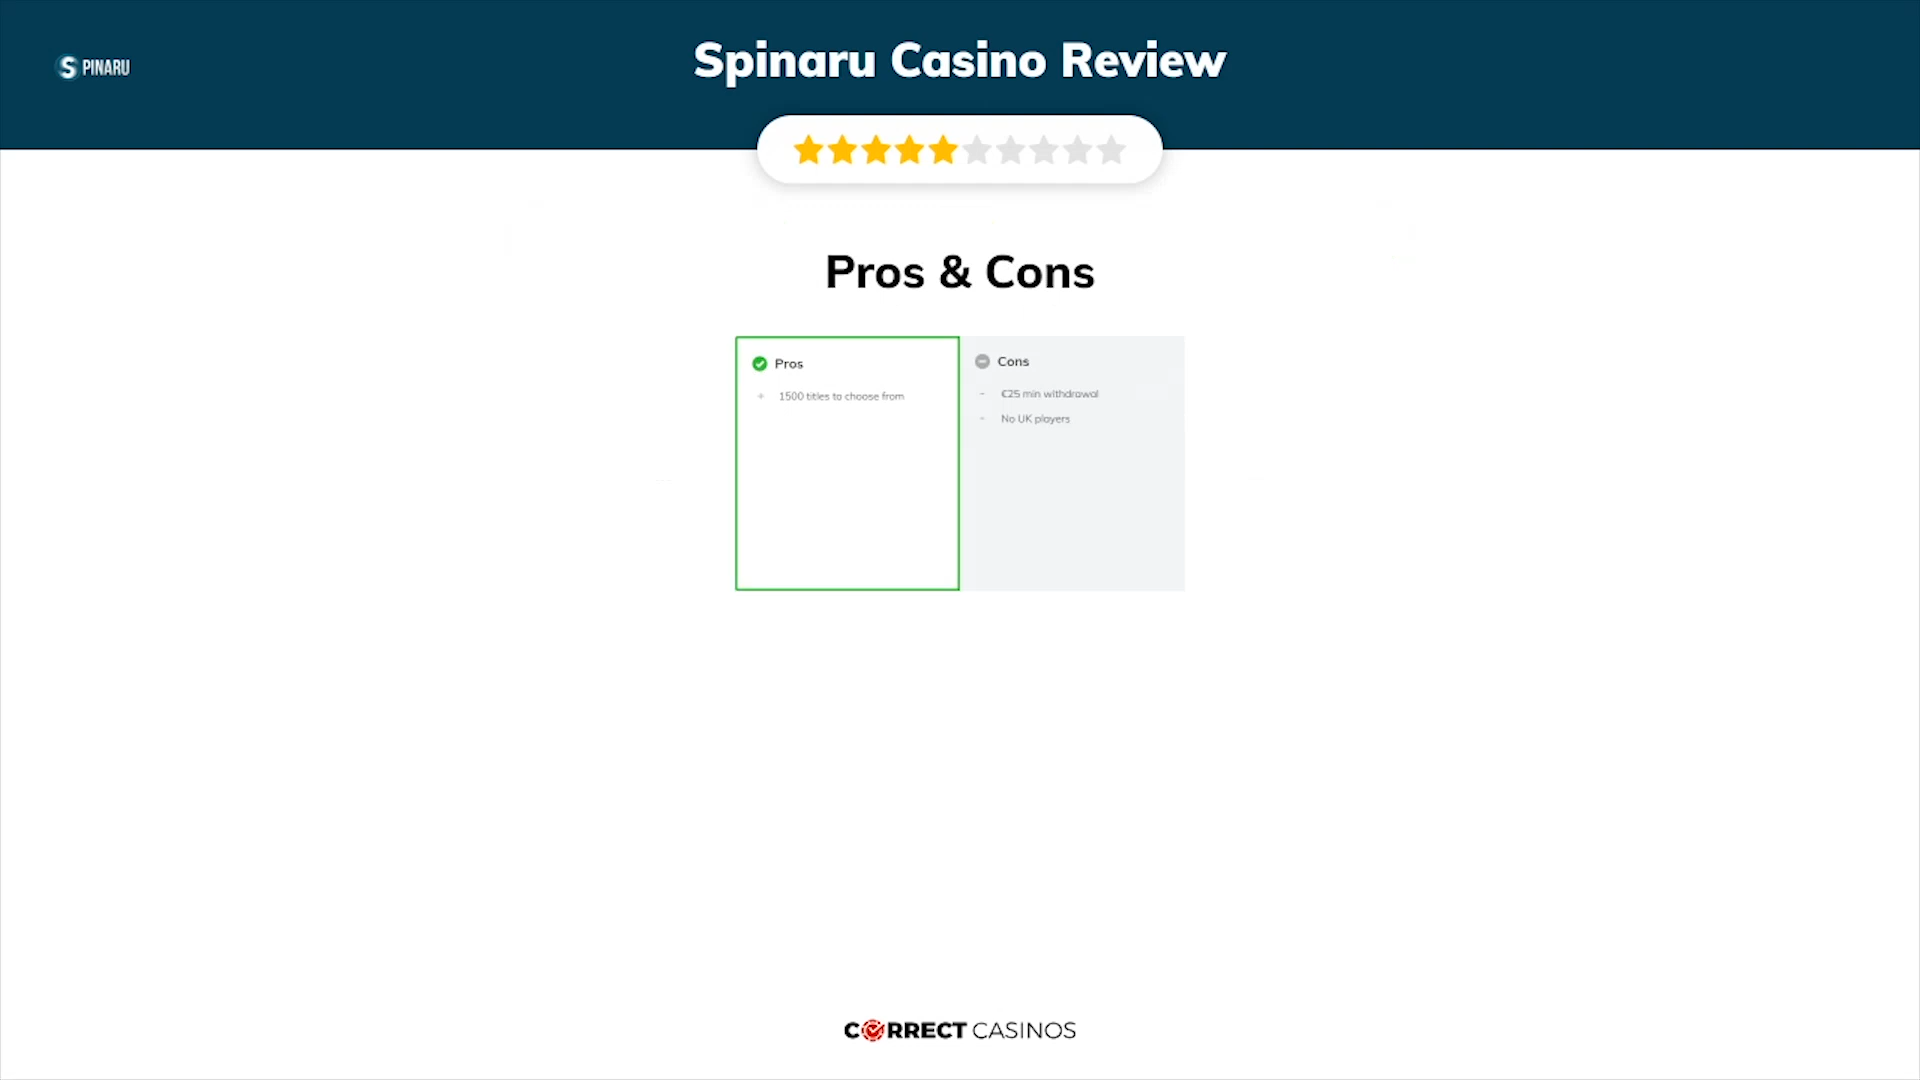 SPINARU
Spinaru Casino Review
Pros & Cons
Pros
+ 1500 titles to choose from
Cons
- €25 min withdrawal
- No UK players
CORRECT CASINOS